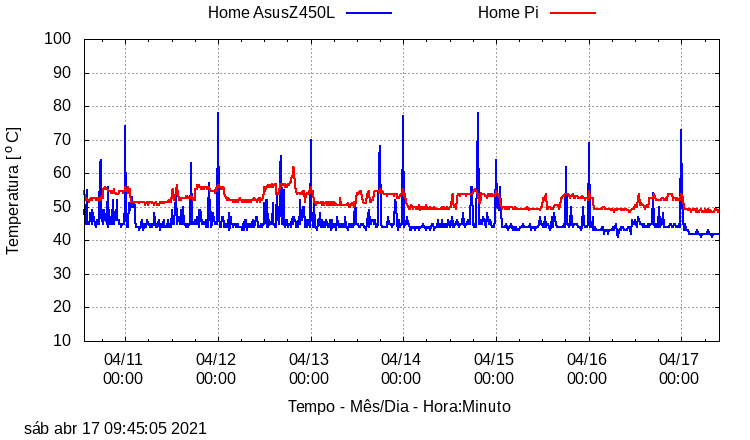 Home AsusZ450L Home Pi
100
90
80
70
60
50
40
30
20
10
Temperatura [ º C]
04/11 04/12 04/13 04/14 04/15 04/16 04/17
00:00 00:00 00:00 00:00 00:00 00:00 00:00
Tempo - Mês/Dia - Hora:Minuto
sáb abr 17 09:45:05 2021